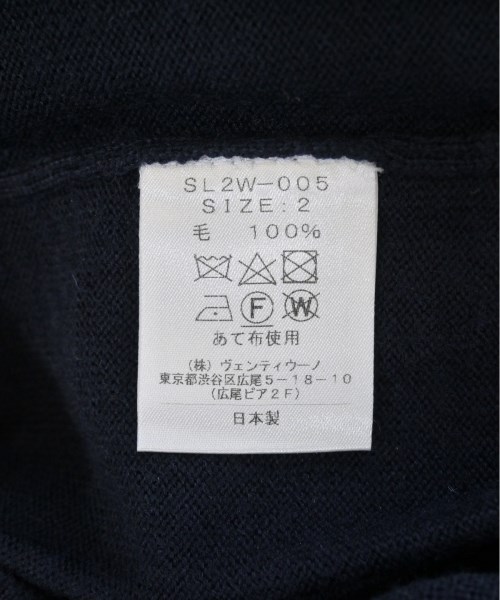 SL2W-005
SIZE:2
毛 100%
F W
あて布使用
(株)ヴェンティウーノ
東京都渋谷区広尾5-18-10
(広尾ピア2F)
日本製